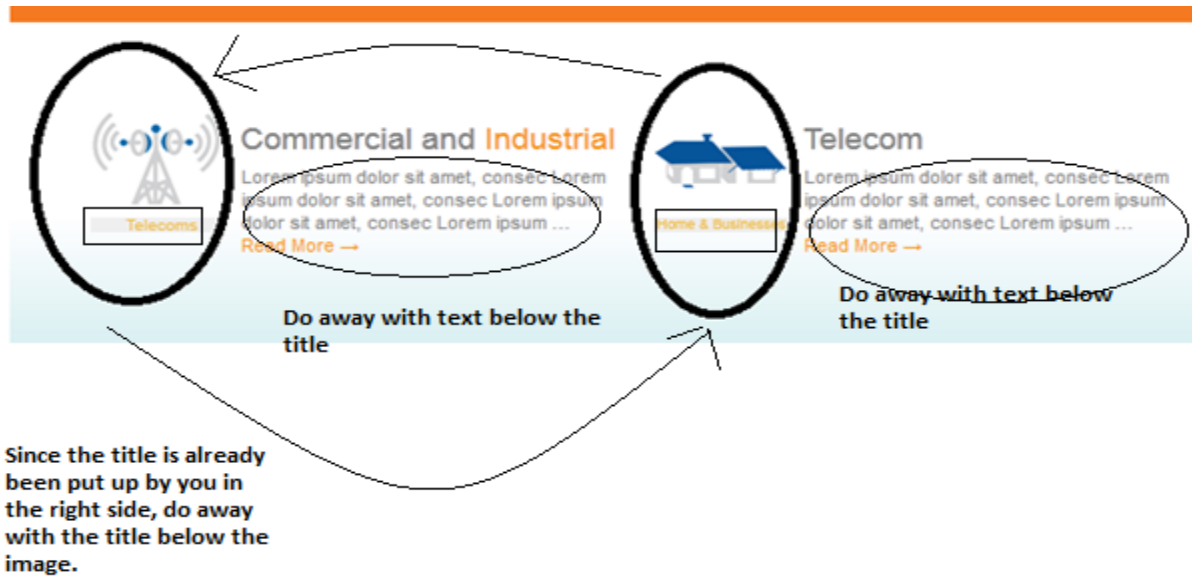 Commercial and Industrial
Lorem ipsum dolor sit amet, consec Lorem
ipsum dolor sit amet, consec Lorem ipsum
dolor sit amet, consec Lorem ipsum ...
Read More →
Telecoms
Telecom
Lorem ipsum dolor sit amet, consec Lorem
ipsum dolor sit amet, consec Lorem ipsum
dolor sit amet, consec Lorem ipsum ...
Read More →
Home & Businesses
Do away with text below the
title
Do away with text below
the title
Since the title is already
been put up by you in
the right side, do away
with the title below the
image.